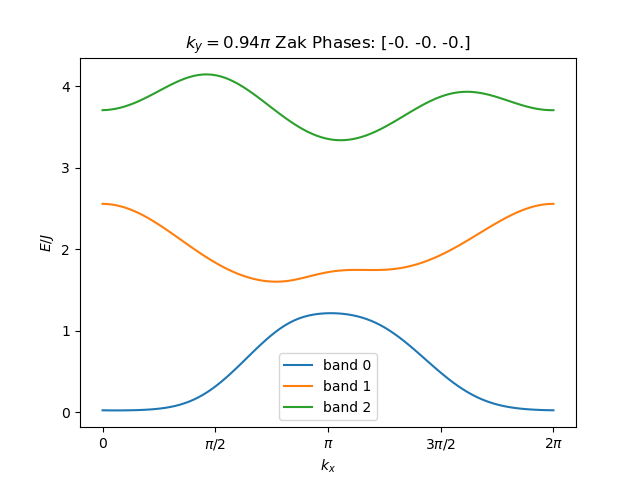 k_y = 0.94π Zak Phases: [-0. -0. -0.]
4
3
2
1
0
E/J
band 0
band 1
band 2
0
π/2
π
3π/2
2π
k_x